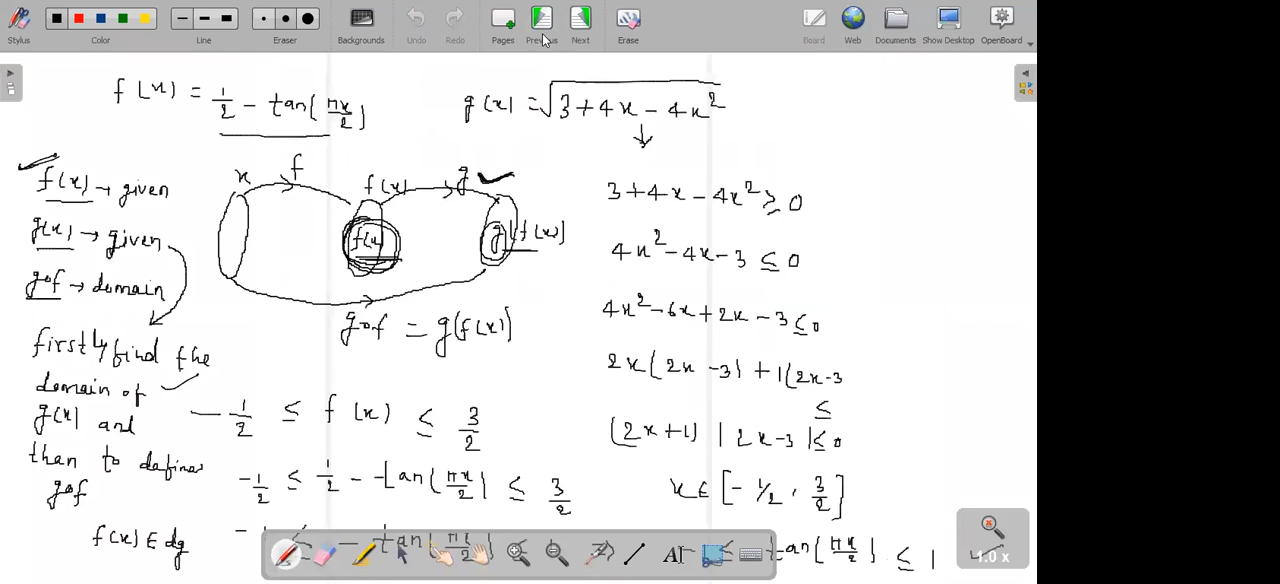 Stylus Color Line Eraser Backgrounds Undo Redo Pages Previous Next Erase Board Web Documents Show Desktop OpenBoard
f(x) = 1/2 - tan(πx/2)
g(x) = √3+4x-4x²
x f f(x) g
f(x) → given
g(x) → given
gof → domain
f(x) g(f(x))
gof = g(f(x))
firstly find the
domain of
g(x) and
than to defines
gof
f(x) ∈ dg
-1/2 ≤ f(x) ≤ 3/2
-1/2 ≤ 1/2 - tan(πx/2) ≤ 3/2
- tan(πx/2)
3+4x-4x² ≥ 0
4x²-4x-3 ≤ 0
4x²-6x+2x-3 ≤ 0
2x(2x-3)+1(2x-3
≤
(2x+1)(2x-3) ≤ 0
x ∈ [-1/2, 3/2]
≤ tan(πx/2) ≤ 1
1.0 x